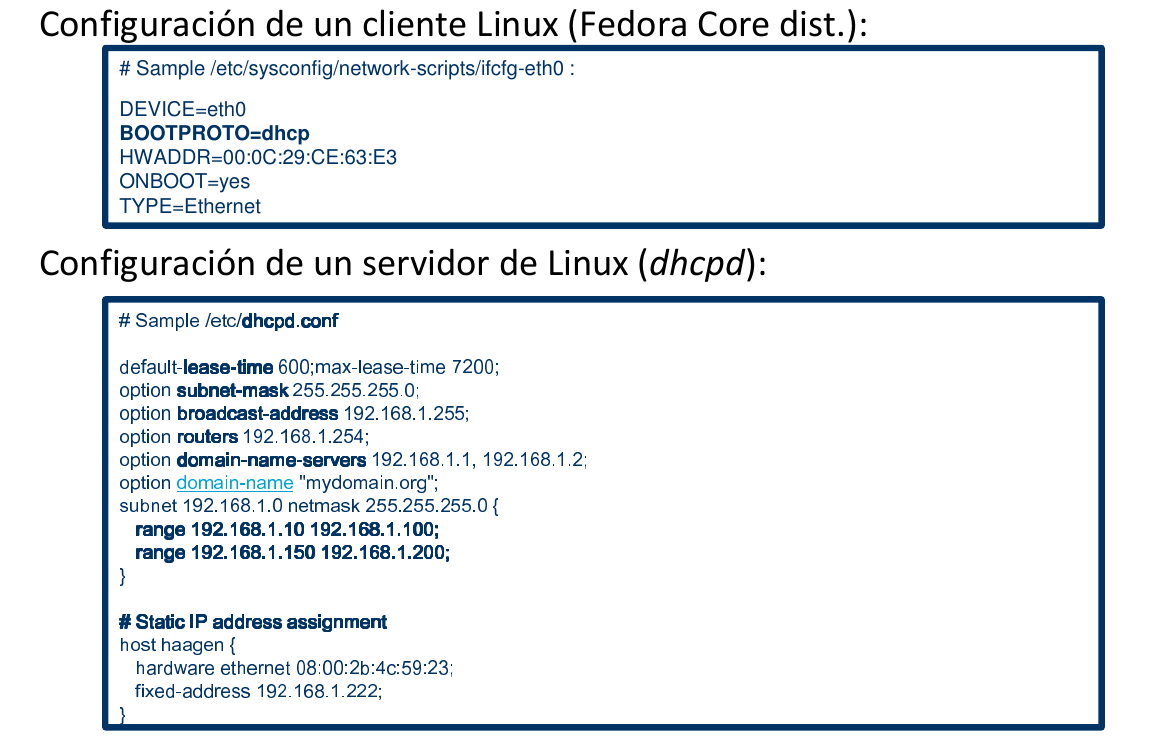 Configuración de un cliente Linux (Fedora Core dist.):
# Sample /etc/sysconfig/network-scripts/ifcfg-eth0 :
DEVICE=eth0
BOOTPROTO=dhcp
HWADDR=00:0C:29:CE:63:E3
ONBOOT=yes
TYPE=Ethernet
Configuración de un servidor de Linux (dhcpd):
# Sample /etc/dhcpd.conf
default-lease-time 600;max-lease-time 7200;
option subnet-mask 255.255.255.0;
option broadcast-address 192.168.1.255;
option routers 192.168.1.254;
option domain-name-servers 192.168.1.1, 192.168.1.2;
option domain-name "mydomain.org";
subnet 192.168.1.0 netmask 255.255.255.0 {
range 192.168.1.10 192.168.1.100;
range 192.168.1.150 192.168.1.200;
}
# Static IP address assignment
host haagen {
hardware ethernet 08:00:2b:4c:59:23;
fixed-address 192.168.1.222;
}